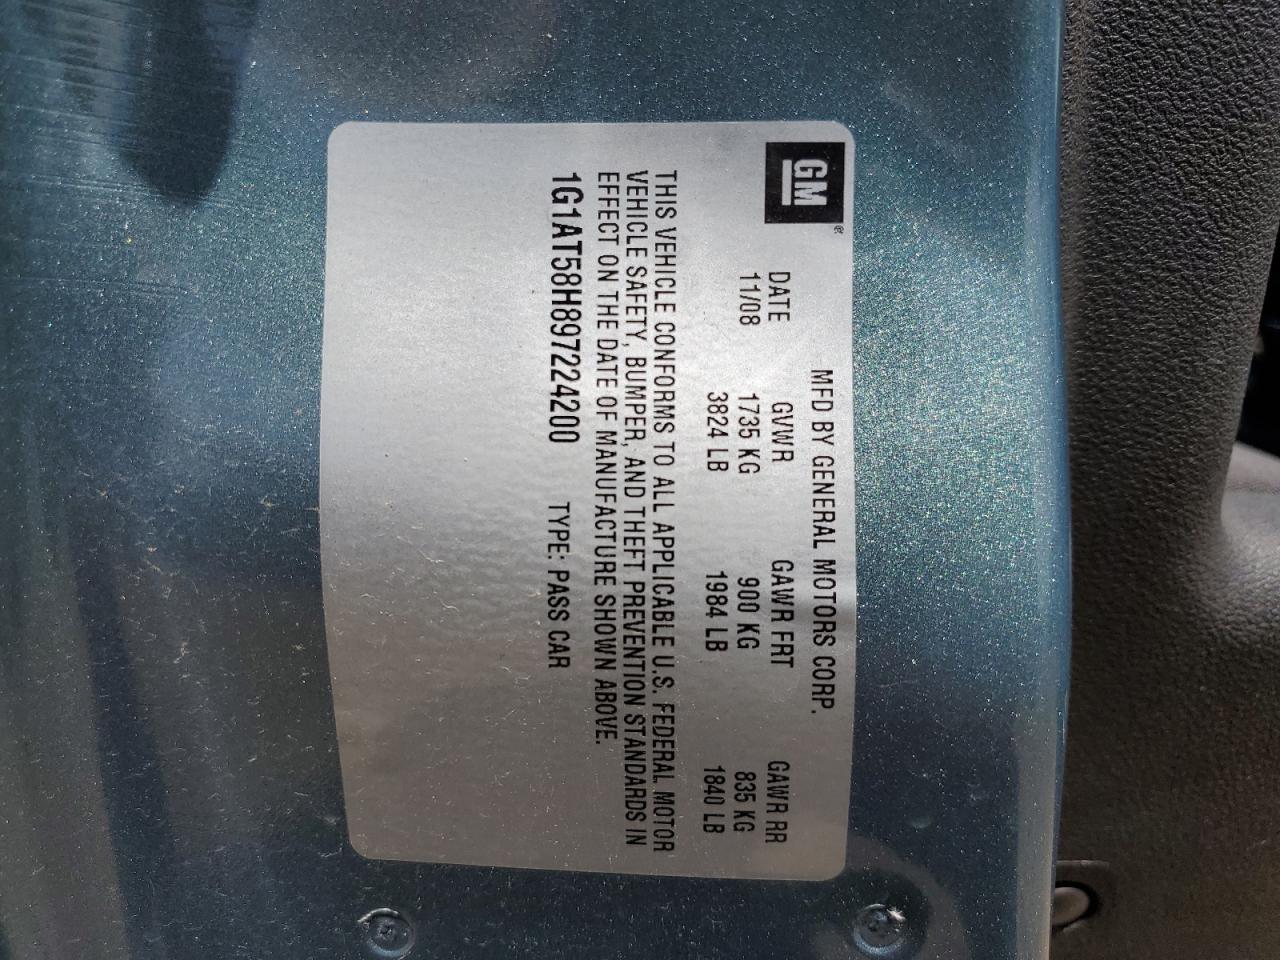 GM®
MFD BY GENERAL MOTORS CORP.
DATE GVWR GAWR FRT GAWR RR
11/08 1735 KG 900 KG 835 KG
3824 LB 1984 LB 1840 LB
THIS VEHICLE CONFORMS TO ALL APPLICABLE U.S. FEDERAL MOTOR
VEHICLE SAFETY, BUMPER, AND THEFT PREVENTION STANDARDS IN
EFFECT ON THE DATE OF MANUFACTURE SHOWN ABOVE.
1G1AT58H897224200 TYPE: PASS CAR